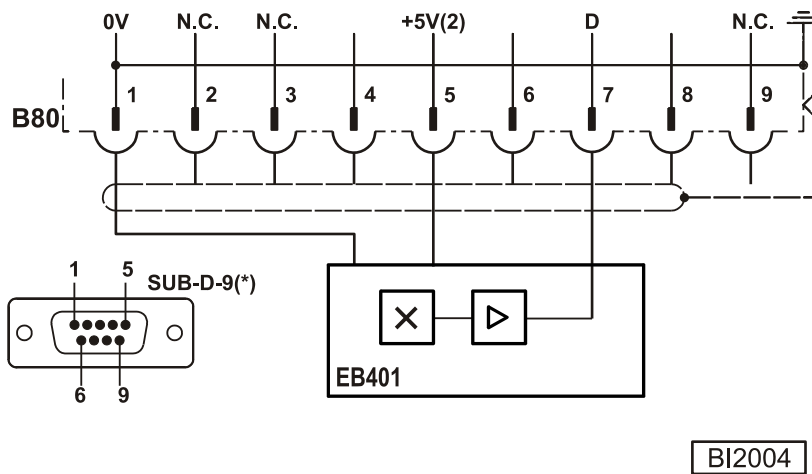 0V N.C. N.C. +5V(2) D N.C.
B80 1 2 3 4 5 6 7 8 9
1 5 SUB-D-9(*)
6 9
EB401
BI2004